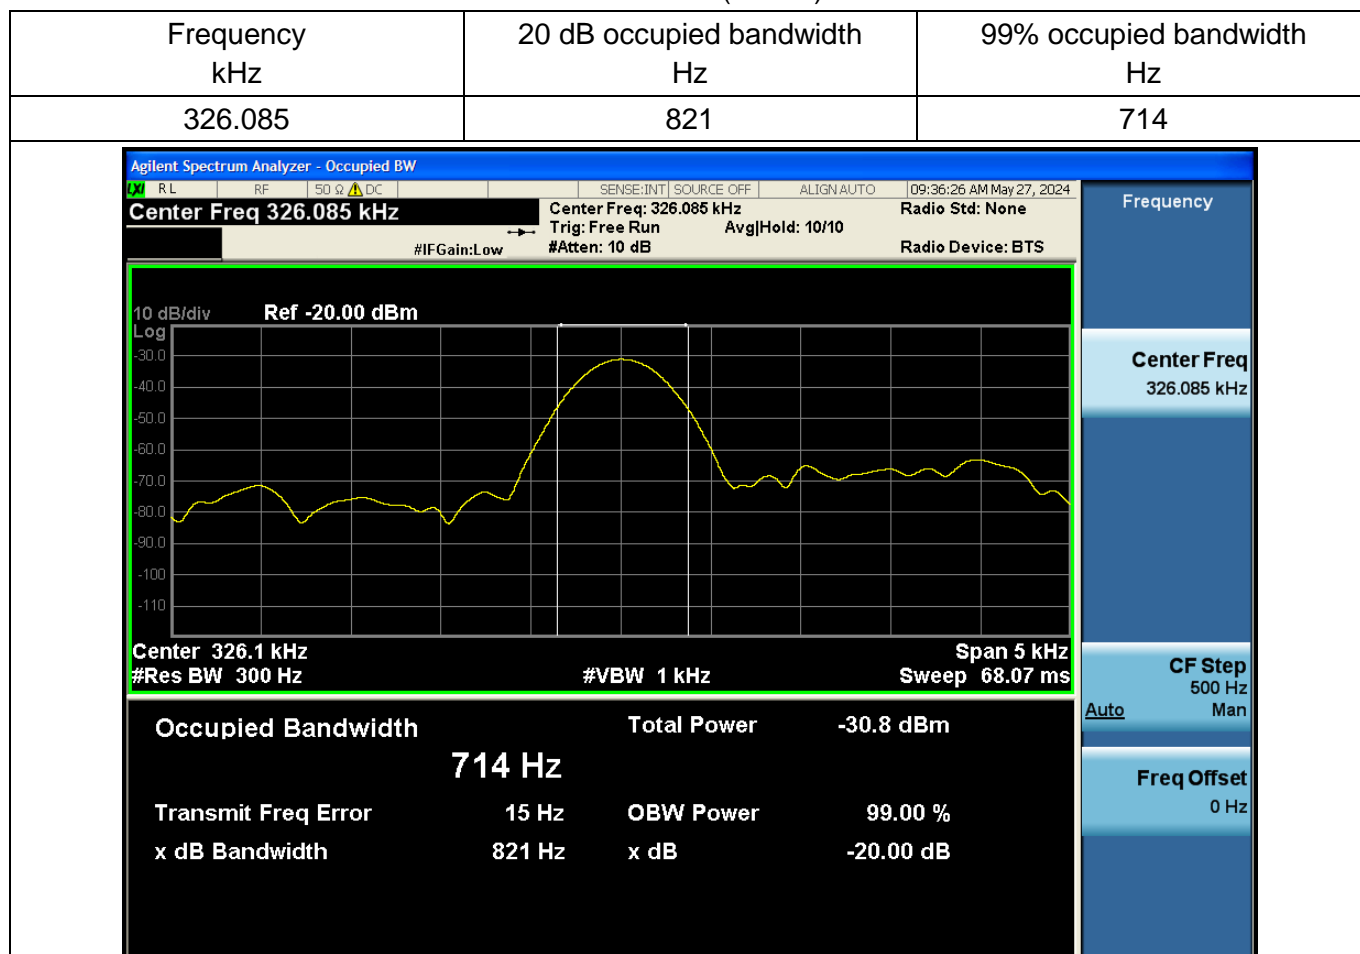 Frequency 20 dB occupied bandwidth 99% occupied bandwidth
kHz Hz Hz
326.085 821 714
Agilent Spectrum Analyzer - Occupied BW
LXI RL RF 50 Ω DC SENSE:INT SOURCE OFF ALIGN AUTO 09:36:26 AM May 27, 2024
Center Freq 326.085 kHz Center Freq: 326.085 kHz Radio Std: None Frequency
Trig: Free Run Avg|Hold: 10/10
#IFGain:Low #Atten: 10 dB Radio Device: BTS
10 dB/div Ref -20.00 dBm
Log
-30.0
-40.0
-50.0
-60.0
-70.0
-80.0
-90.0
-100
-110
Center Freq
326.085 kHz
Center 326.1 kHz Span 5 kHz
#Res BW 300 Hz #VBW 1 kHz Sweep 68.07 ms
CF Step
500 Hz
Auto Man
Occupied Bandwidth Total Power -30.8 dBm
714 Hz
Transmit Freq Error 15 Hz OBW Power 99.00 %
x dB Bandwidth 821 Hz x dB -20.00 dB
Freq Offset
0 Hz